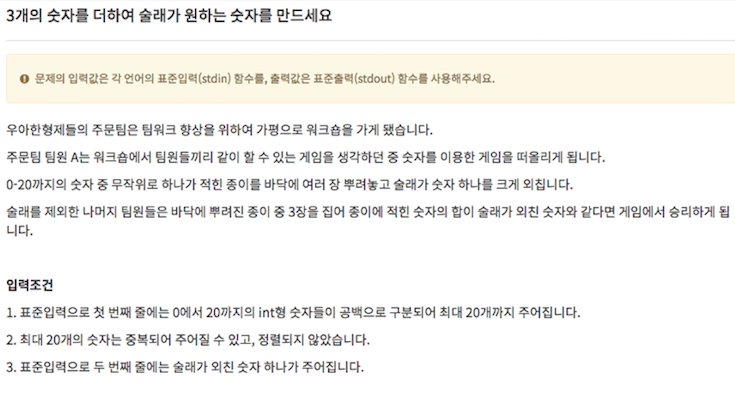 3개의 숫자를 더하여 술래가 원하는 숫자를 만드세요
문제의 입력값은 각 언어의 표준입력(stdin) 함수를, 출력값은 표준출력(stdout) 함수를 사용해주세요.
우아한형제들의 주문팀은 팀워크 향상을 위하여 가평으로 워크숍을 가게 됐습니다.
주문팀 팀원 A는 워크숍에서 팀원들끼리 같이 할 수 있는 게임을 생각하던 중 숫자를 이용한 게임을 떠올리게 됩니다.
0-20까지의 숫자 중 무작위로 하나가 적힌 종이를 바닥에 여러 장 뿌려놓고 술래가 숫자 하나를 크게 외칩니다.
술래를 제외한 나머지 팀원들은 바닥에 뿌려진 종이 중 3장을 집어 종이에 적힌 숫자의 합이 술래가 외친 숫자와 같다면 게임에서 승리하게 됩
니다.
입력조건
1. 표준입력으로 첫 번째 줄에는 0에서 20까지의 int형 숫자들이 공백으로 구분되어 최대 20개까지 주어집니다.
2. 최대 20개의 숫자는 중복되어 주어질 수 있고, 정렬되지 않았습니다.
3. 표준입력으로 두 번째 줄에는 술래가 외친 숫자 하나가 주어집니다.